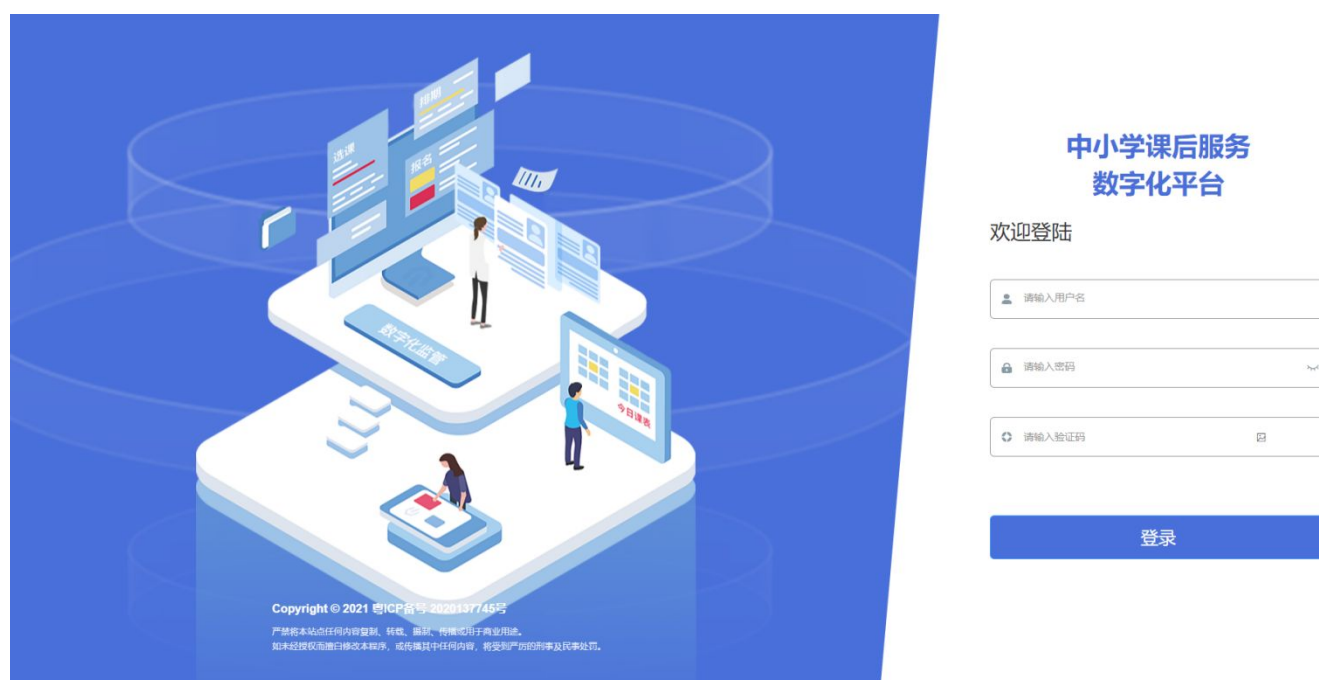 选课
排期
报名
数字化监管
今日课表
Copyright © 2021 粤ICP备号 2020137745号
严禁将本站点任何内容复制、转载、摄制、传播或用于商业用途。
如未经授权而擅自修改本程序，或传播其中任何内容，将受到严厉的刑事及民事处罚。
中小学课后服务
数字化平台
欢迎登陆
请输入用户名
请输入密码
请输入验证码
登录